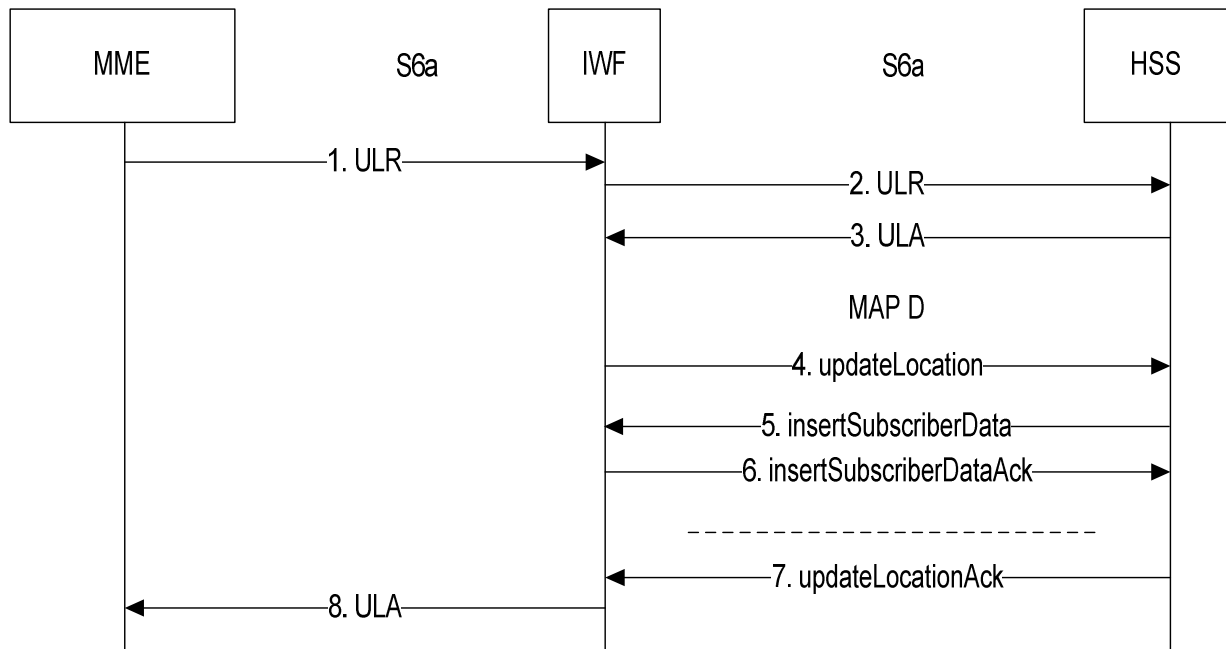 MME
S6a
IWF
S6a
HSS
1. ULR
2. ULR
3. ULA
MAP D
4. updateLocation
5. insertSubscriberData
6. insertSubscriberDataAck
7. updateLocationAck
8. ULA